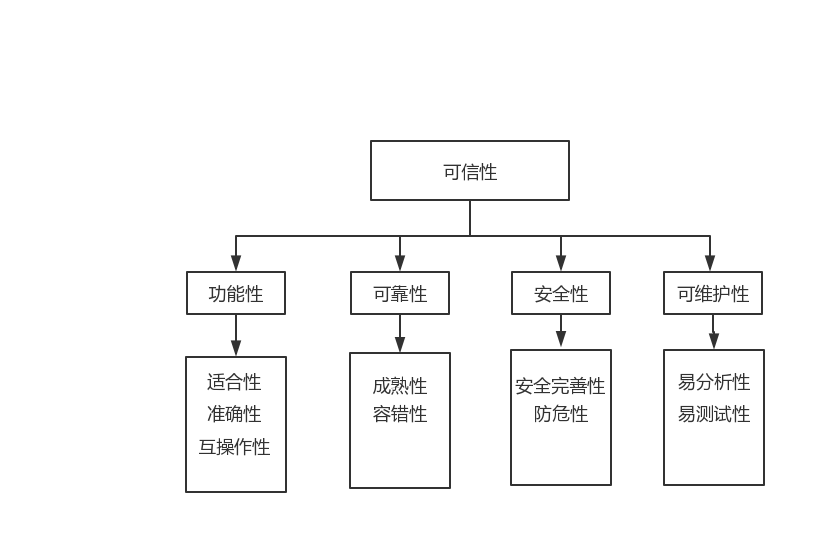 可信性
功能性
可靠性
安全性
可维护性
适合性
准确性
互操作性
成熟性
容错性
安全完善性
防危性
易分析性
易测试性